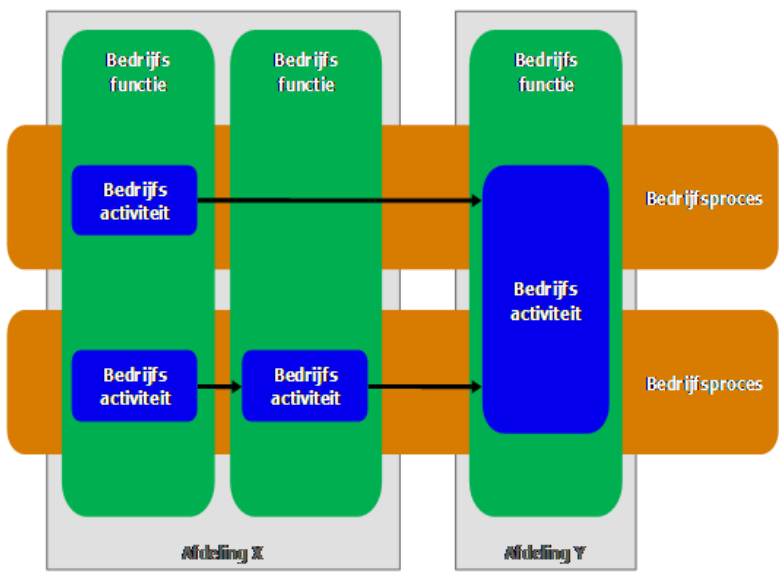 Bedrijfs
functie
Bedrijfs
functie
Bedrijfs
functie
Bedrijfs
activiteit
Bedrijfsproces
Bedrijfs
activiteit
Bedrijfs
activiteit
Bedrijfs
activiteit
Bedrijfsproces
Afdeling X
Afdeling Y